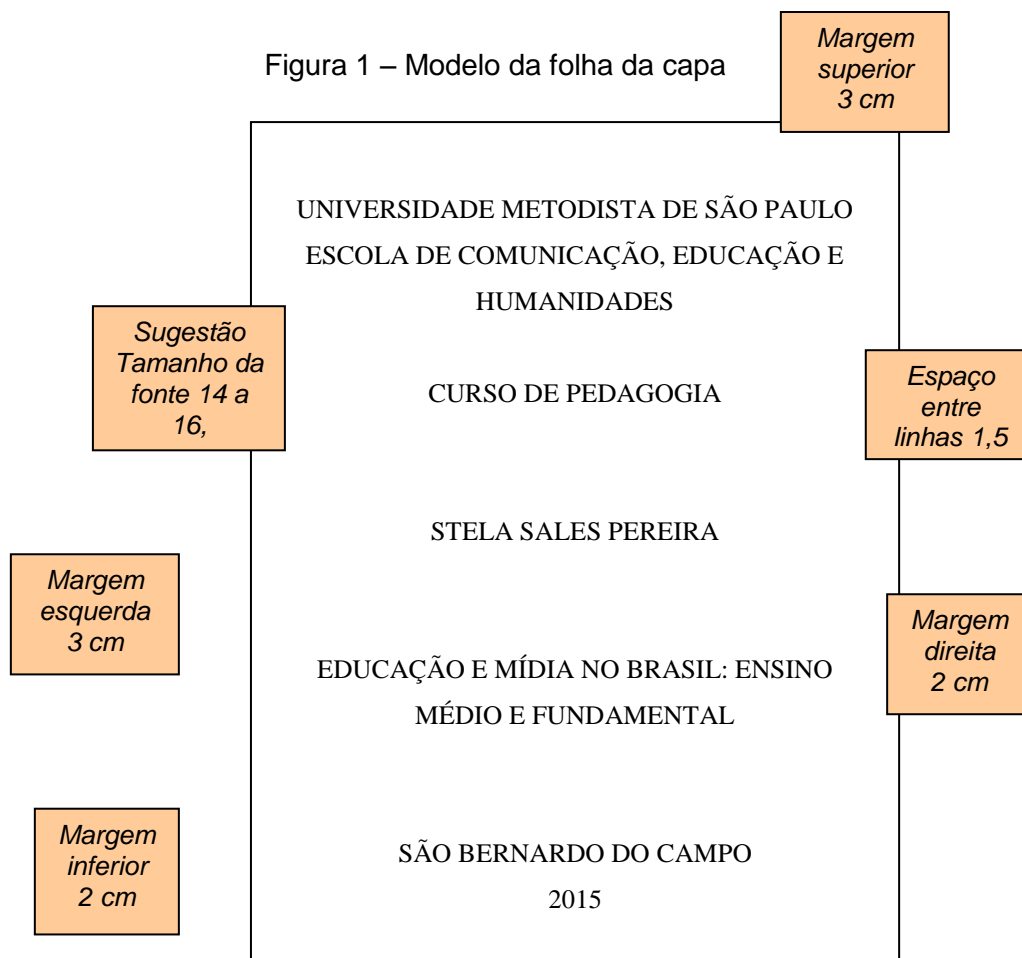 Figura 1 – Modelo da folha da capa
Margem
superior
3 cm
UNIVERSIDADE METODISTA DE SÃO PAULO
ESCOLA DE COMUNICAÇÃO, EDUCAÇÃO E
HUMANIDADES
Sugestão
Tamanho da
fonte 14 a
16,
CURSO DE PEDAGOGIA
Espaço
entre
linhas 1,5
STELA SALES PEREIRA
Margem
esquerda
3 cm
Margem
direita
2 cm
EDUCAÇÃO E MÍDIA NO BRASIL: ENSINO
MÉDIO E FUNDAMENTAL
Margem
inferior
2 cm
SÃO BERNARDO DO CAMPO
2015